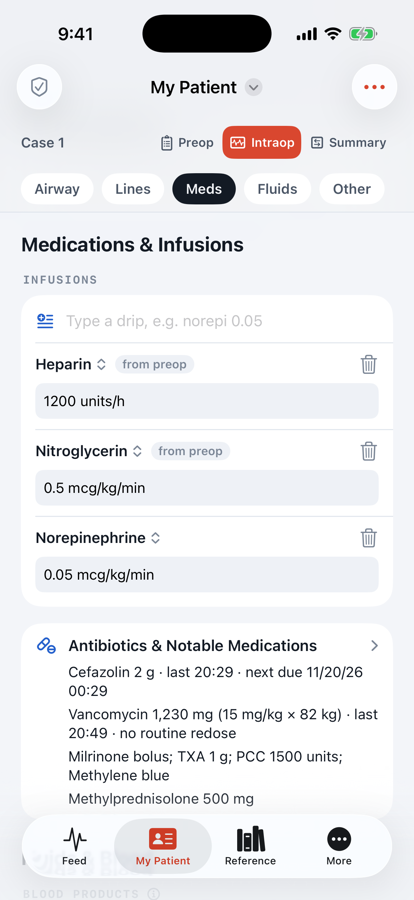 9:41
My Patient
Case 1
Preop
Intraop
Summary
Airway
Lines
Meds
Fluids
Other
Medications & Infusions
INFUSIONS
Type a drip, e.g. norepi 0.05
Heparin
from preop
1200 units/h
Nitroglycerin
from preop
0.5 mcg/kg/min
Norepinephrine
0.05 mcg/kg/min
Antibiotics & Notable Medications
Cefazolin 2 g · last 20:29 · next due 11/20/26
00:29
Vancomycin 1,230 mg (15 mg/kg × 82 kg) · last
20:49 · no routine redose
Milrinone bolus; TXA 1 g; PCC 1500 units;
Methylene blue
Methylprednisolone 500 mg
Feed
My Patient
Reference
More
BLOOD PRODUCTS